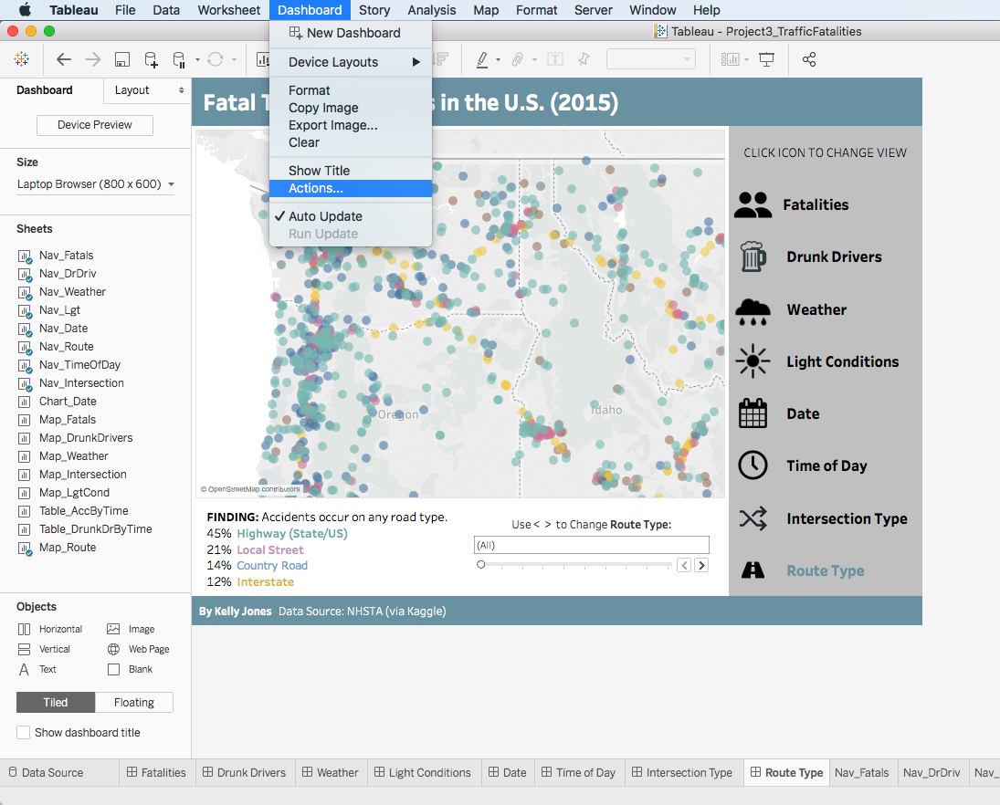 Tableau File Data Worksheet Dashboard Story Analysis Map Format Server Window Help
Tableau - Project3_TrafficFatalities
New Dashboard
Device Layouts
Format
Copy Image
Export Image...
Clear
Show Title
Actions...
Auto Update
Run Update
Dashboard Layout
Device Preview
Size
Laptop Browser (800 x 600)
Sheets
Nav_Fatals
Nav_DrDriv
Nav_Weather
Nav_Lgt
Nav_Date
Nav_Route
Nav_TimeOfDay
Nav_Intersection
Chart_Date
Map_Fatals
Map_DrunkDrivers
Map_Weather
Map_Intersection
Map_LgtCond
Table_AccByTime
Table_DrunkDrByTime
Map_Route
Objects
Horizontal Image
Vertical Web Page
Text Blank
Tiled Floating
Show dashboard title
Fatal T s in the U.S. (2015)
Oregon
Idaho
© OpenStreetMap contributors
CLICK ICON TO CHANGE VIEW
Fatalities
Drunk Drivers
Weather
Light Conditions
Date
Time of Day
Intersection Type
Route Type
FINDING: Accidents occur on any road type.
45% Highway (State/US)
21% Local Street
14% Country Road
12% Interstate
Use < > to Change Route Type:
(All)
By Kelly Jones Data Source: NHSTA (via Kaggle)
Data Source Fatalities Drunk Drivers Weather Light Conditions Date Time of Day Intersection Type Route Type Nav_Fatals Nav_DrDriv Nav_